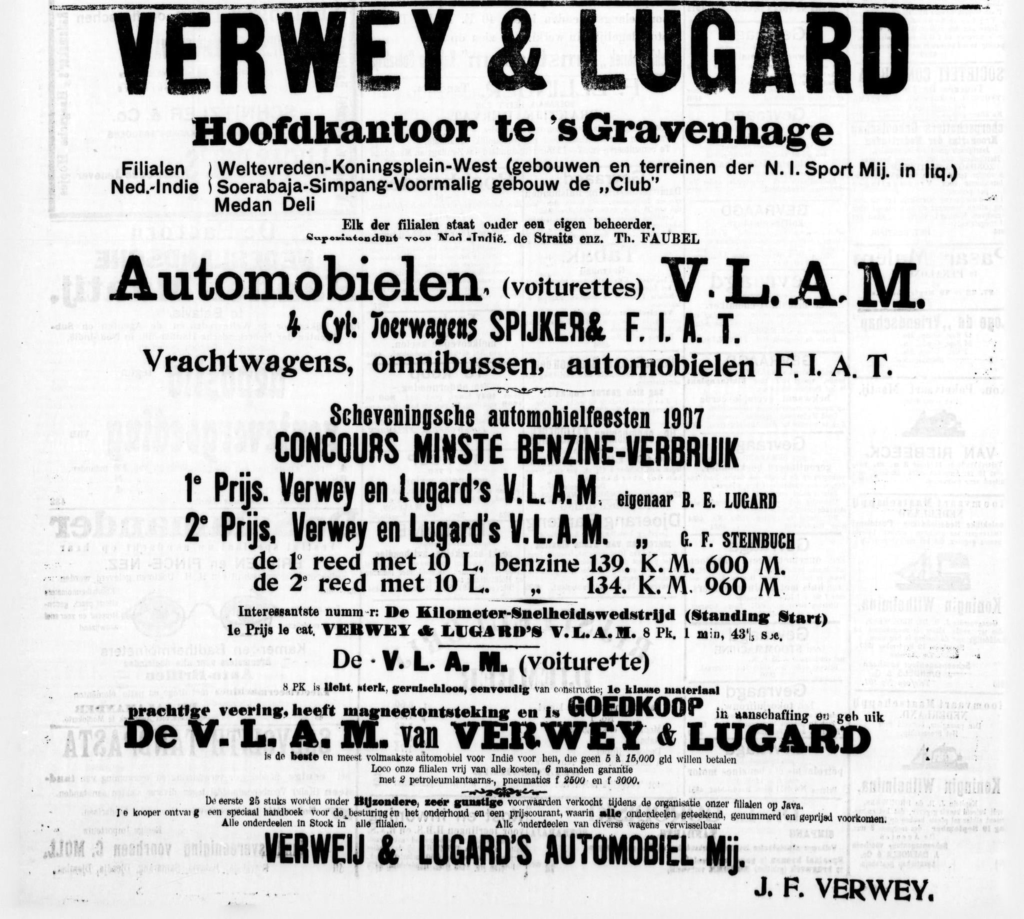 VERWEY & LUGARD
Hoofdkantoor te 'sGravenhage
Filialen Ned.-Indie } Weltevreden-Koningsplein-West (gebouwen en terreinen der N. I. Sport Mij. in liq.)
Soerabaja-Simpang-Voormalig gebouw de „Club"
Medan Deli
Elk der filialen staat onder een eigen beheerder,
Superintendent voor Ned.-Indië, de Straits enz. Th. FAUBEL
Automobielen, (voiturettes) V. L. A. M.
4 Cyl: Toerwagens SPIJKER& F. I. A. T.
Vrachtwagens, omnibussen, automobielen F. I. A. T.
Scheveningsche automobielfeesten 1907
CONCOURS MINSTE BENZINE-VERBRUIK
1e Prijs. Verwey en Lugard's V. L. A. M. eigenaar B. E. LUGARD
2e Prijs. Verwey en Lugard's V. L. A. M. „ G. F. STEINBUCH
de 1e reed met 10 L. benzine 139. K. M. 600 M.
de 2e reed met 10 L. „ 134. K. M. 960 M
Interessantste numm-r: De Kilometer-Snelheidswedstrijd (Standing Start)
1e Prijs 1e cat. VERWEY & LUGARD'S V. L. A. M. 8 Pk. 1 min, 43
De V. L. A. M. (voiturette)
8 PK is licht, sterk, geruischloos, eenvoudig van constructie; 1e klasse materiaal
prachtige veering, heeft magneetontsteking en is GOEDKOOP in aanschaffing en geb uik
De V. L. A. M. van VERWEY & LUGARD
is de beste en meest volmaakste automobiel voor Indië voor hen, die geen 5 à 15,000 gld willen betalen
Loco onze filialen vrij van alle kosten, 6 maanden garantie
met 2 petroleumlantaarns, pneumatics f 2500 en f 3000.
De eerste 25 stuks worden onder Bijzondere, zeer gunstige voorwaarden verkocht tijdens de organisatie onzer filialen op Java.
De kooper ontvangt een speciaal handboek voor de besturing en het onderhoud en een prijscourant, waarin alle onderdeelen geteekend, genummerd en geprijsd voorkomen.
Alle onderdeelen in Stock in alle filialen. Alle onderdeelen van diverse wagens verwisselbaar
VERWEIJ & LUGARD'S AUTOMOBIEL Mij.
J. F. VERWEY.